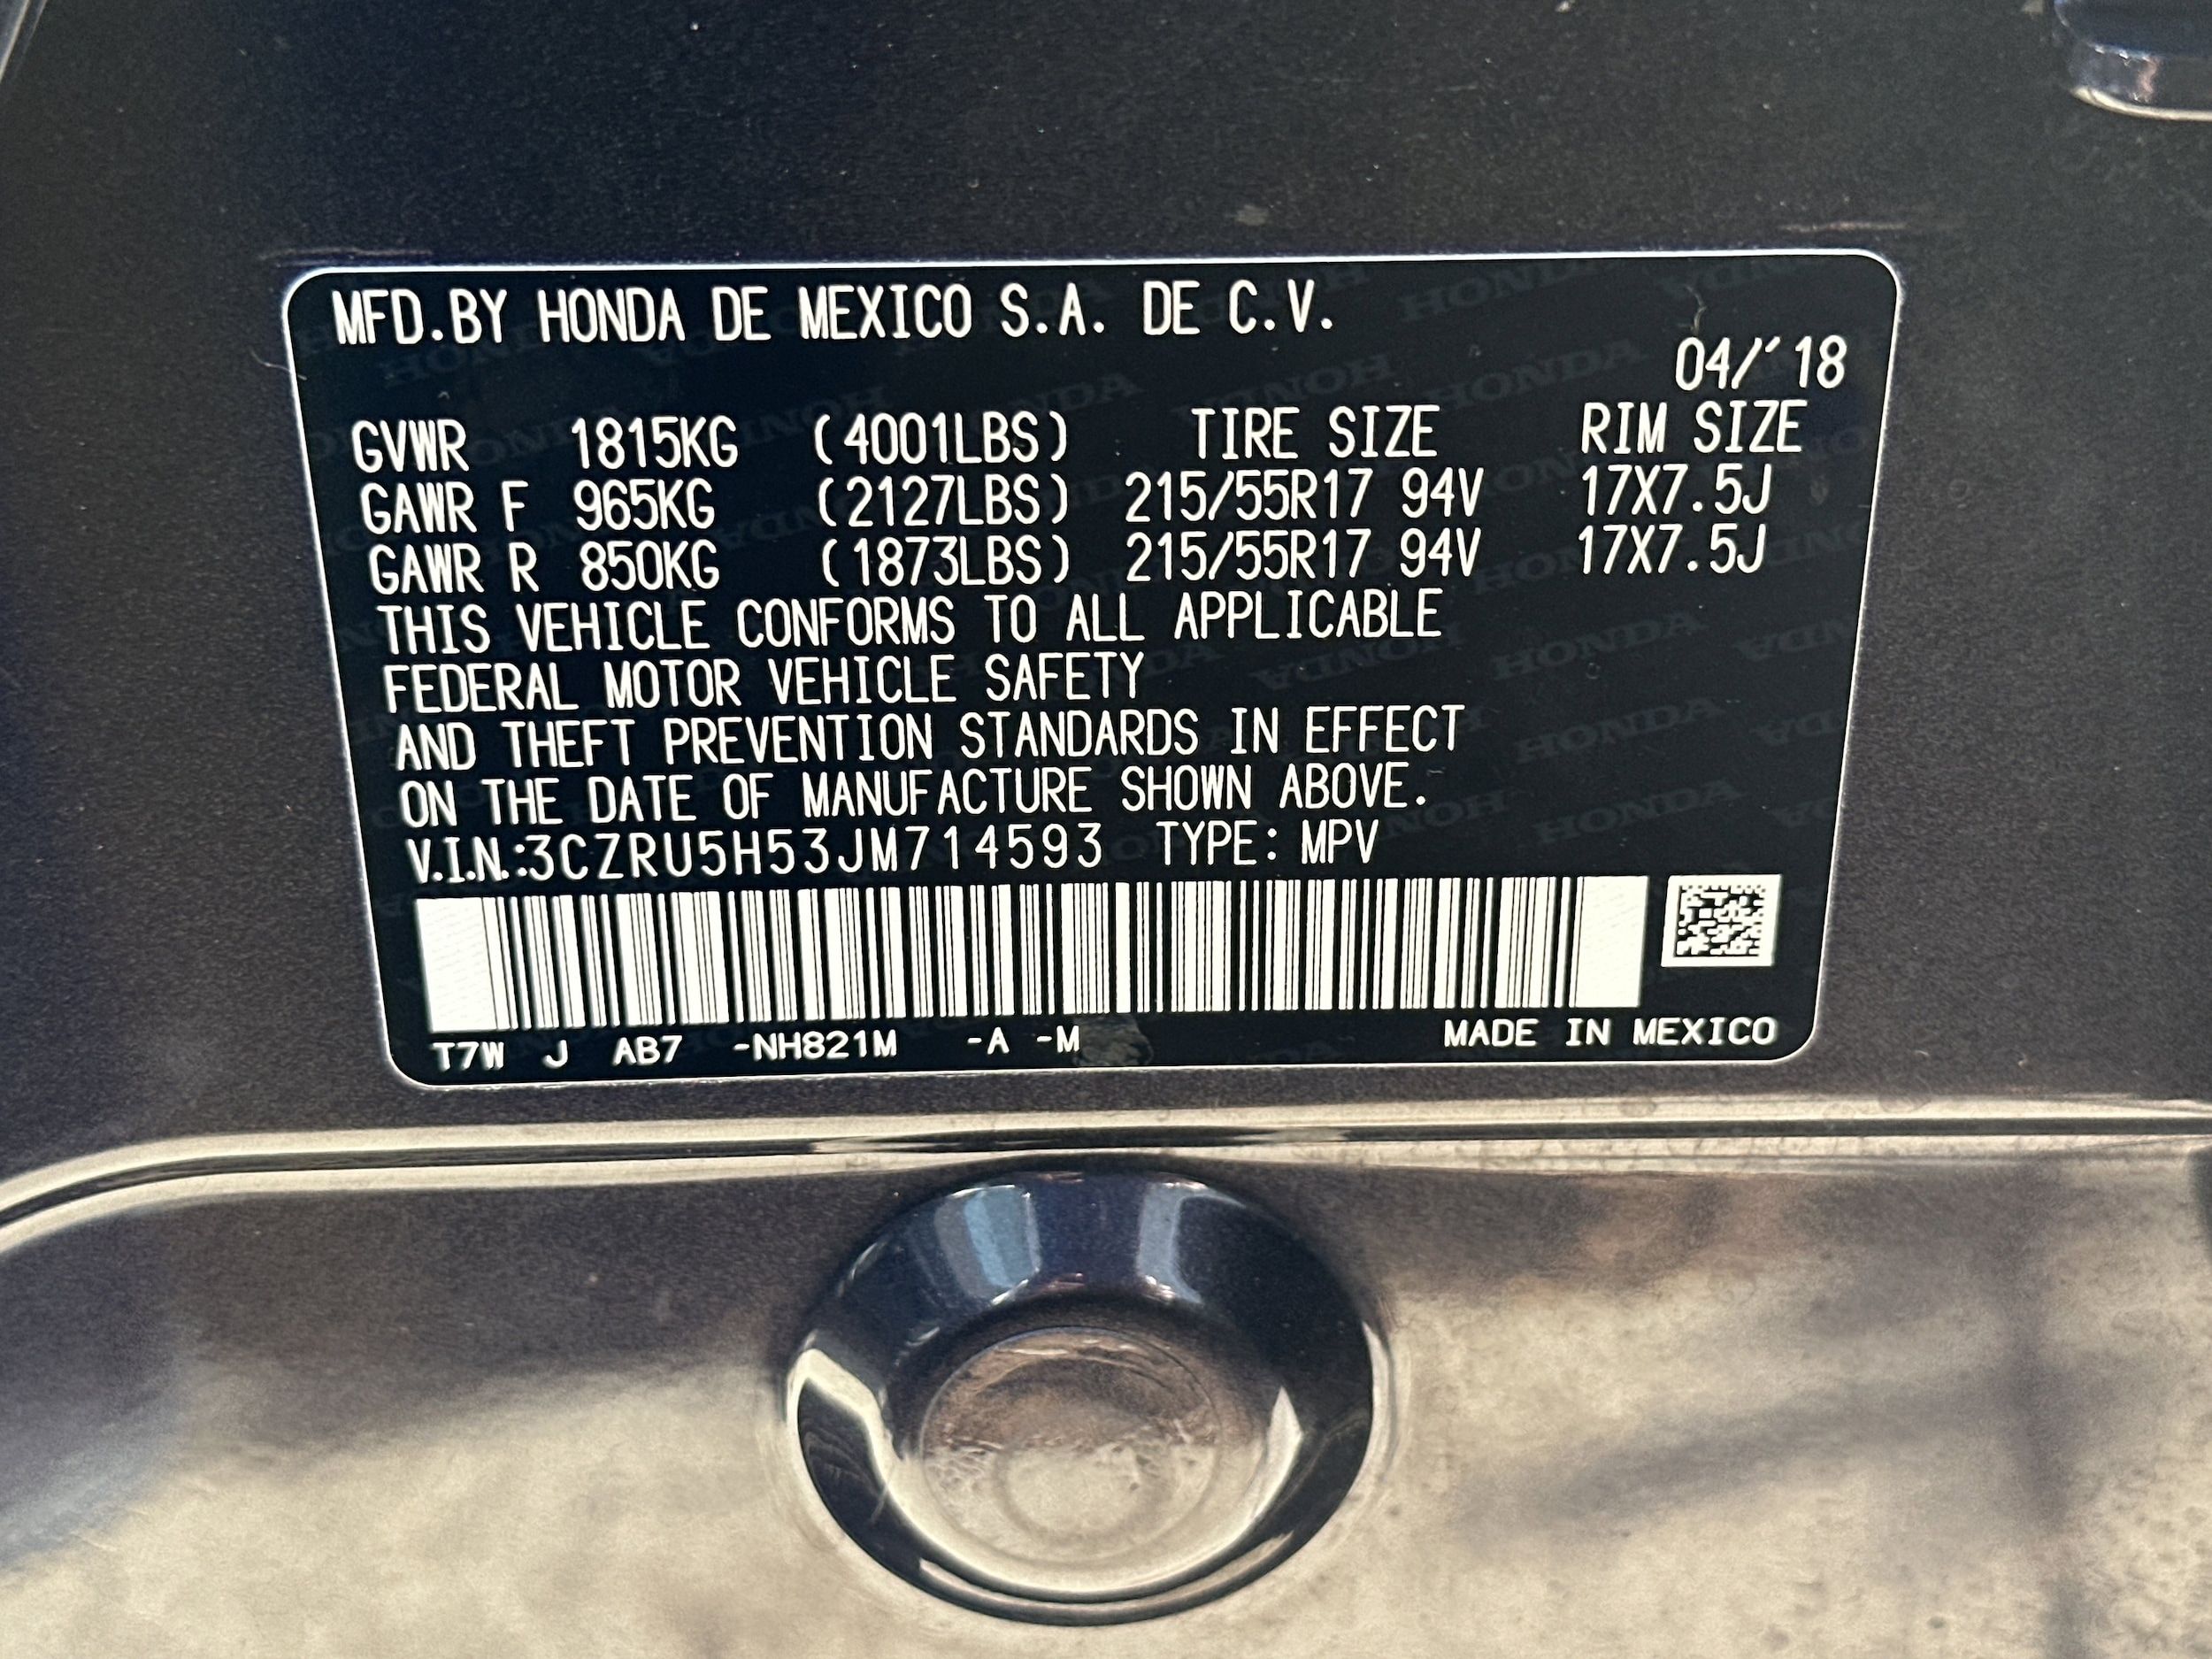 MFD.BY HONDA DE MEXICO S.A. DE C.V.
04/'18
GVWR 1815KG (4001LBS) TIRE SIZE RIM SIZE
GAWR F 965KG (2127LBS) 215/55R17 94V 17X7.5J
GAWR R 850KG (1873LBS) 215/55R17 94V 17X7.5J
THIS VEHICLE CONFORMS TO ALL APPLICABLE
FEDERAL MOTOR VEHICLE SAFETY
AND THEFT PREVENTION STANDARDS IN EFFECT
ON THE DATE OF MANUFACTURE SHOWN ABOVE.
V.I.N.:3CZRU5H53JM714593 TYPE: MPV
T7W J AB7 -NH821M -A -M MADE IN MEXICO